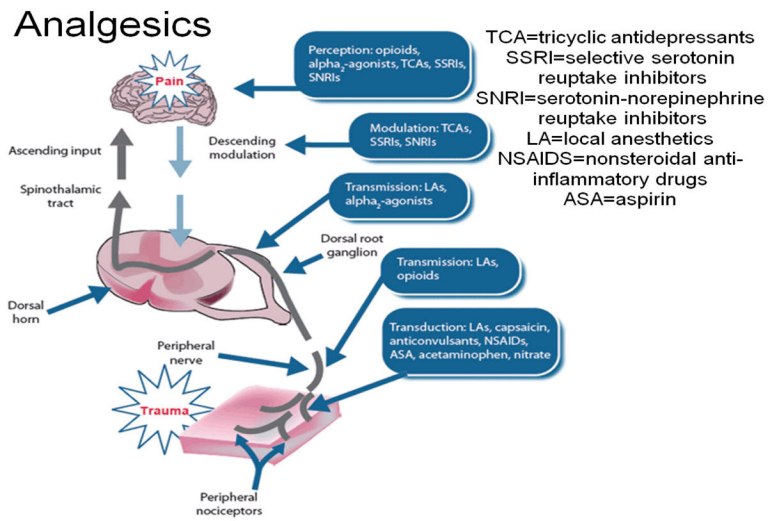 Analgesics
Perception: opioids,
alpha₂-agonists, TCAs, SSRIs,
SNRIs
TCA=tricyclic antidepressants
SSRI=selective serotonin
reuptake inhibitors
SNRI=serotonin-norepinephrine
reuptake inhibitors
LA=local anesthetics
NSAIDS=nonsteroidal anti-
inflammatory drugs
ASA=aspirin
Pain
Ascending input
Descending
modulation
Modulation: TCAs,
SSRIs, SNRIs
Spinothalamic
tract
Transmission: LAs,
alpha₂-agonists
Dorsal root
ganglion
Transmission: LAs,
opioids
Dorsal
horn
Transduction: LAs, capsaicin,
anticonvulsants, NSAIDs,
ASA, acetaminophen, nitrate
Peripheral
nerve
Trauma
Peripheral
nociceptors